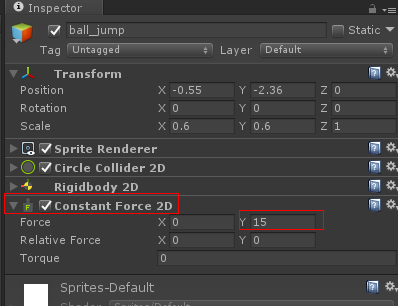 Inspector
ball_jump
Static
Tag Untagged Layer Default
Transform
Position X -0.55 Y -2.36 Z 0
Rotation X 0 Y 0 Z 0
Scale X 0.6 Y 0.6 Z 1
Sprite Renderer
Circle Collider 2D
Rigidbody 2D
Constant Force 2D
Force X 0 Y 15
Relative Force X 0 Y 0
Torque 0
Sprites-Default
Shader Sprites/Default